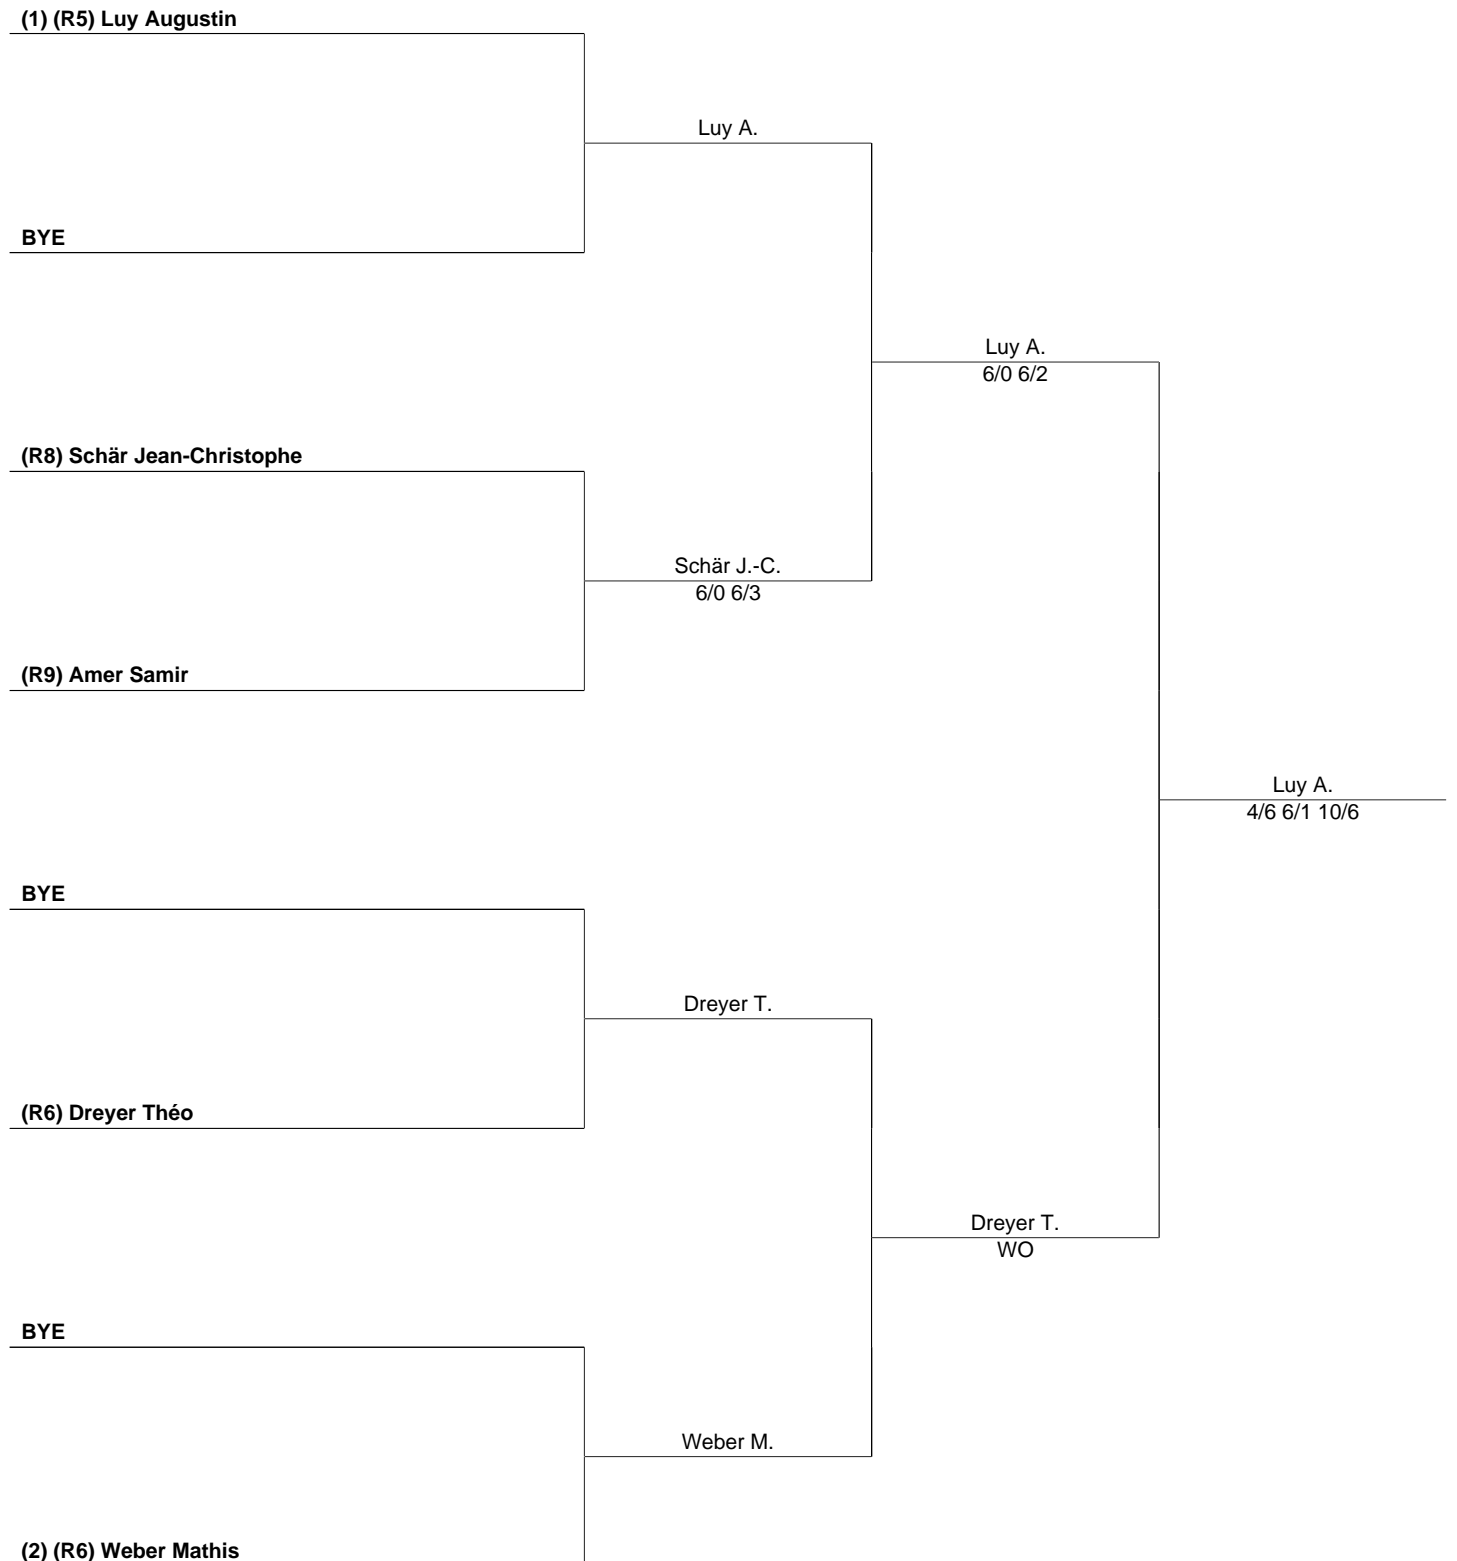 (1) (R5) Luy Augustin
Luy A.
BYE
Luy A.
6/0 6/2
(R8) Schär Jean-Christophe
Schär J.-C.
6/0 6/3
(R9) Amer Samir
Luy A.
4/6 6/1 10/6
BYE
Dreyer T.
(R6) Dreyer Théo
Dreyer T.
WO
BYE
Weber M.
(2) (R6) Weber Mathis